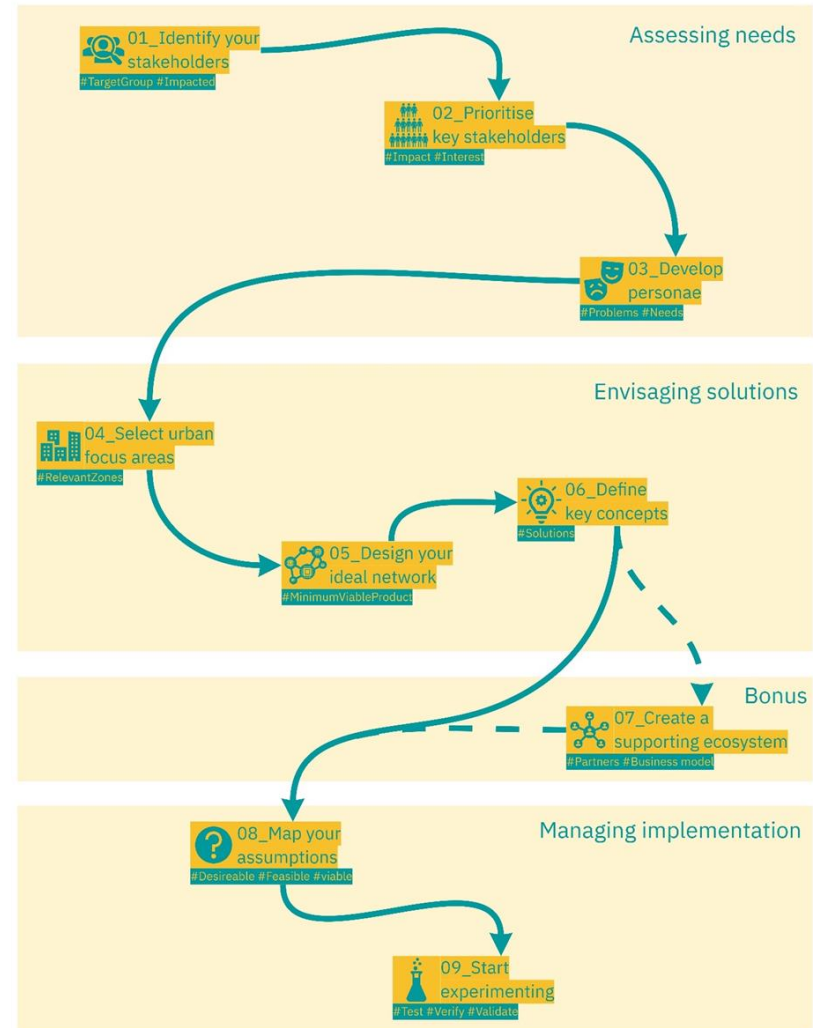 Assessing needs
01_Identify your
stakeholders
#TargetGroup #Impacted
02_Prioritise
key stakeholders
#Impact #Interest
03_Develop
personae
#Problems #Needs
Envisaging solutions
04_Select urban
focus areas
#RelevantZones
05_Design your
ideal network
#MinimumViableProduct
06_Define
key concepts
#Solutions
Bonus
07_Create a
supporting ecosystem
#Partners #Business model
Managing implementation
08_Map your
assumptions
#Desireable #Feasible #viable
09_Start
experimenting
#Test #Verify #Validate